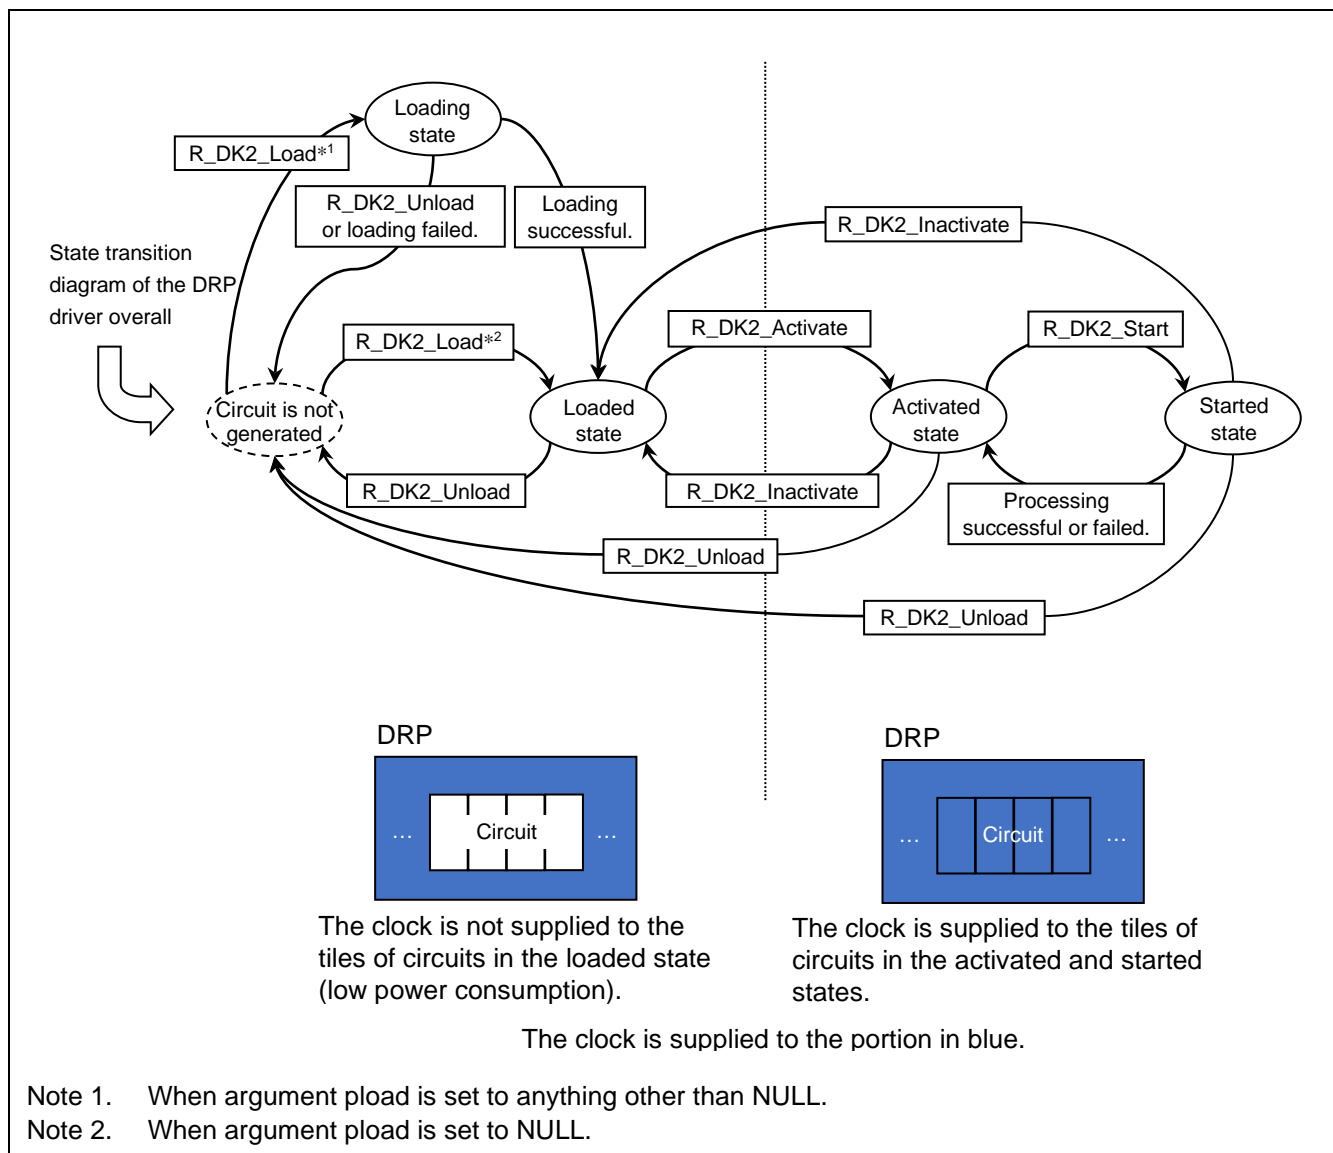 Loading
state
R_DK2_Load*1
R_DK2_Unload
or loading failed.
Loading
successful.
R_DK2_Inactivate
State transition
diagram of the DRP
driver overall
R_DK2_Load*2
R_DK2_Activate
R_DK2_Start
Circuit is not
generated
Loaded
state
Activated
state
Started
state
R_DK2_Unload
R_DK2_Inactivate
Processing
successful or failed.
R_DK2_Unload
R_DK2_Unload
DRP
... Circuit ...
The clock is not supplied to the
tiles of circuits in the loaded state
(low power consumption).
DRP
... Circuit ...
The clock is supplied to the tiles of
circuits in the activated and started
states.
The clock is supplied to the portion in blue.
Note 1. When argument pload is set to anything other than NULL.
Note 2. When argument pload is set to NULL.